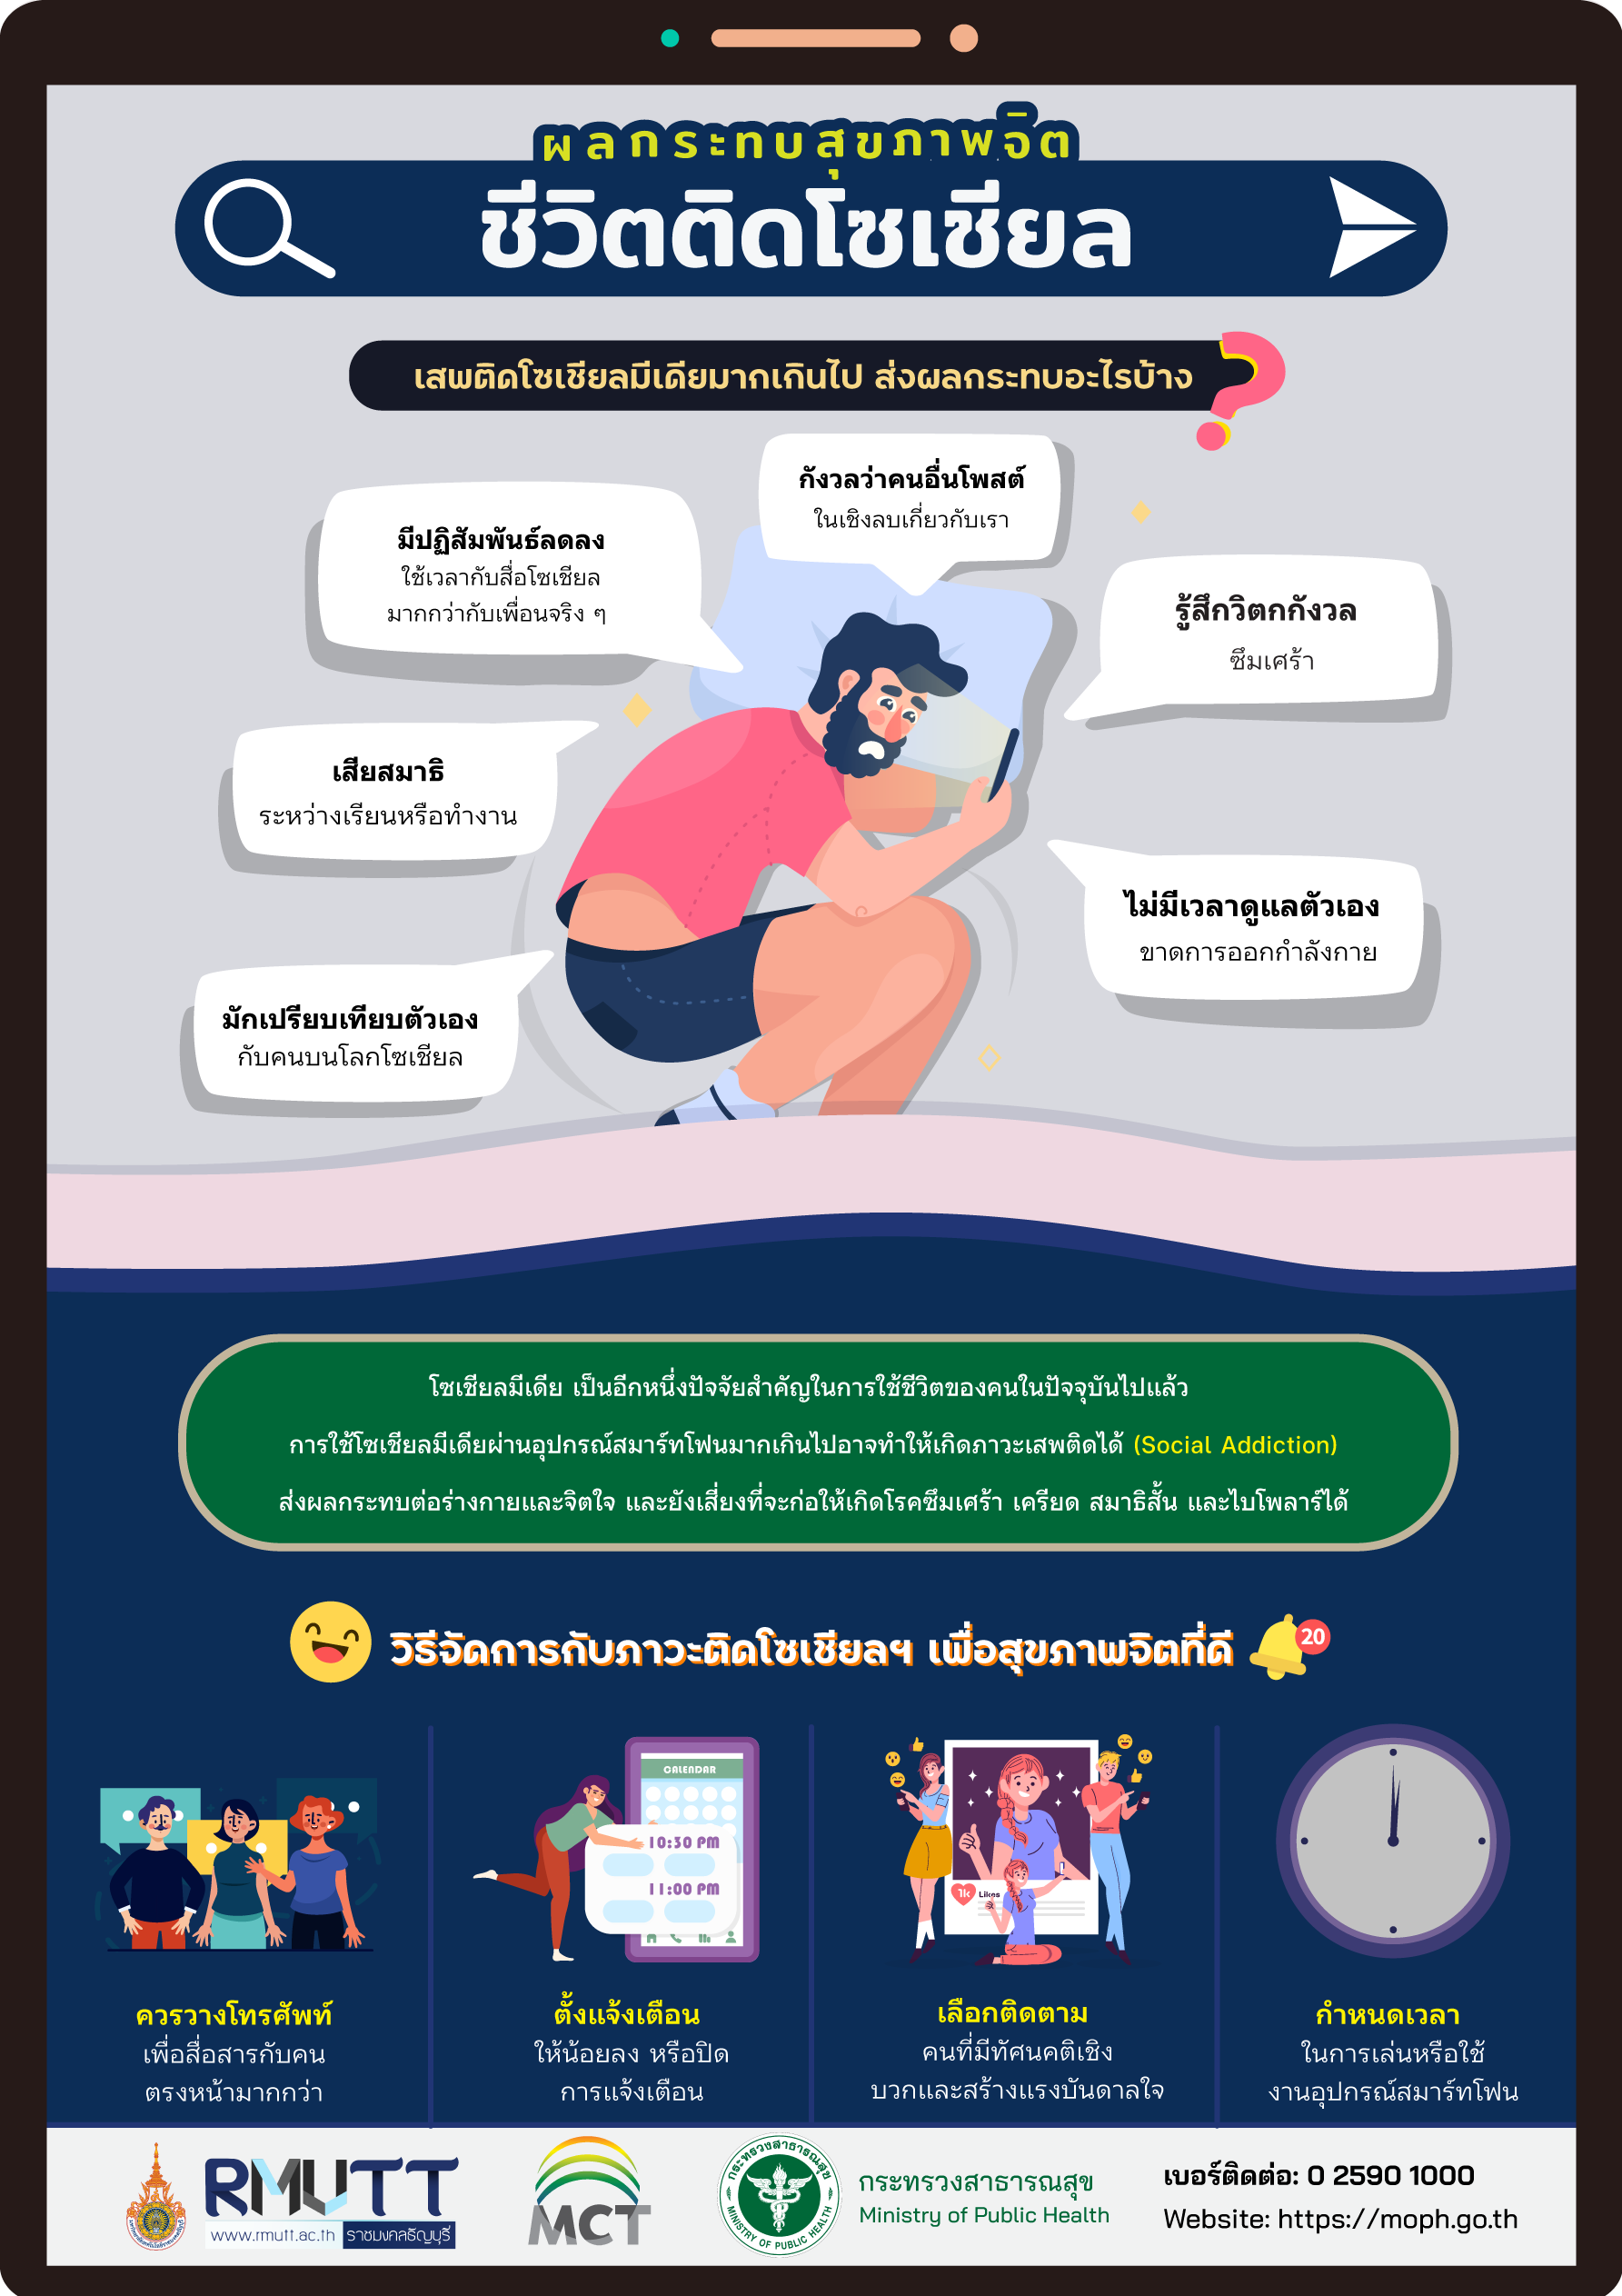 ผลกระทบสุขภาพจิต
ชีวิตติดโซเซียล
เสพติดโซเชียลมีเดียมากเกินไป ส่งผลกระทบอะไรบ้าง
?
กังวลว่าคนอื่นโพสต์
ในเชิงลบเกี่ยวกับเรา
มีปฏิสัมพันธ์ลดลง
ใช้เวลากับสื่อโซเชียล
มากกว่ากับเพื่อนจริง ๆ
รู้สึกวิตกกังวล
ซึมเศร้า
เสียสมาธิ
ระหว่างเรียนหรือทำงาน
ไม่มีเวลาดูแลตัวเอง
ขาดการออกกำลังกาย
มักเปรียบเทียบตัวเอง
กับคนบนโลกโซเชียล
โซเชียลมีเดีย เป็นอีกหนึ่งปัจจัยสำคัญในการใช้ชีวิตของคนในปัจจุบันไปแล้ว
การใช้โซเชียลมีเดียผ่านอุปกรณ์สมาร์ทโฟนมากเกินไปอาจทำให้เกิดภาวะเสพติดได้ (Social Addiction)
ส่งผลกระทบต่อร่างกายและจิตใจ และยังเสี่ยงที่จะก่อให้เกิดโรคซึมเศร้า เครียด สมาธิสั้น และไบโพลาร์ได้
วิธีจัดการกับภาวะติดโซเชียลฯ เพื่อสุขภาพจิตที่ดี
20
CALENDAR
10:30 PM
11:00 PM
1k Likes
ควรวางโทรศัพท์
เพื่อสื่อสารกับคน
ตรงหน้ามากกว่า
ตั้งแจ้งเตือน
ให้น้อยลง หรือปิด
การแจ้งเตือน
เลือกติดตาม
คนที่มีทัศนคติเชิง
บวกและสร้างแรงบันดาลใจ
กำหนดเวลา
ในการเล่นหรือใช้
งานอุปกรณ์สมาร์ทโฟน
RMUTT
www.rmutt.ac.th ราชมงคลธัญบุรี
MCT
กระทรวงสาธารณสุข
MINISTRY OF PUBLIC HEALTH
กระทรวงสาธารณสุข
Ministry of Public Health
เบอร์ติดต่อ: 0 2590 1000
Website: https://moph.go.th